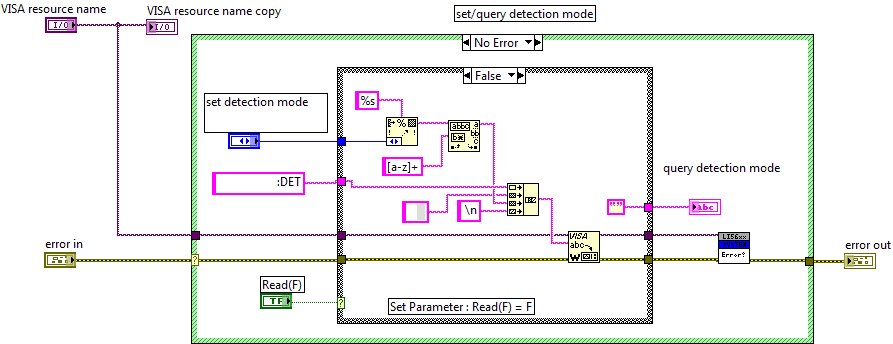 VISA resource name
VISA resource name copy
set/query detection mode
No Error
False
%s
set detection mode
[a-z]+
:DET
\n
query detection mode
""
abc
VISA
abc
W
LIS6xx
Error?
error in
error out
Read(F)
TF
Set Parameter : Read(F) = F